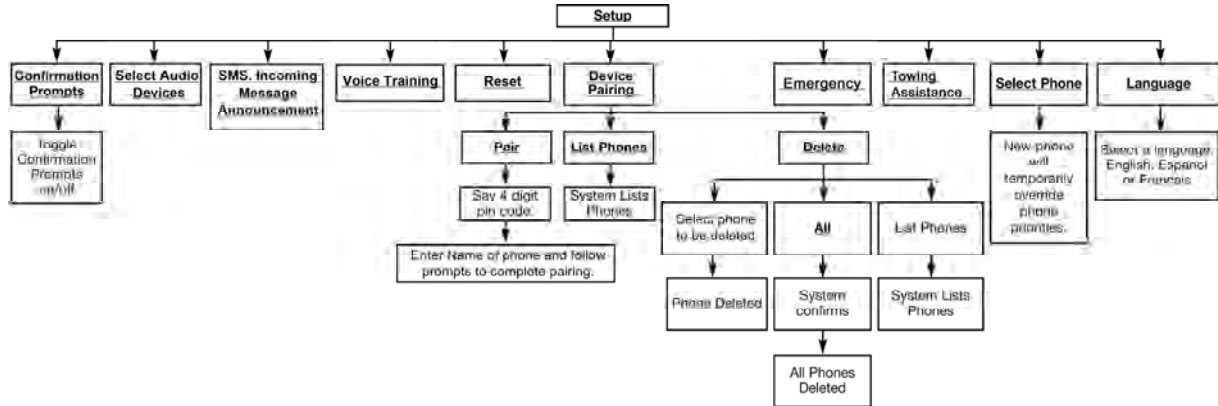 Setup
Confirmation
Prompts
Select Audio
Devices
SMS. Incoming
Message
Announcement
Voice Training
Reset
Device
Pairing
Emergency
Towing
Assistance
Select Phone
Language
Toggle
Confirmation
Prompts
on/off.
Pair
List Phones
Delete
New phone
will
temporarily
override
phone
priorities.
Select a language,
English, Espanol
or Francais
Say 4 digit
pin code.
System Lists
Phones
Select phone
to be deleted
All
List Phones
Enter Name of phone and follow
prompts to complete pairing.
Phone Deleted
System
confirms
System Lists
Phones
All Phones
Deleted